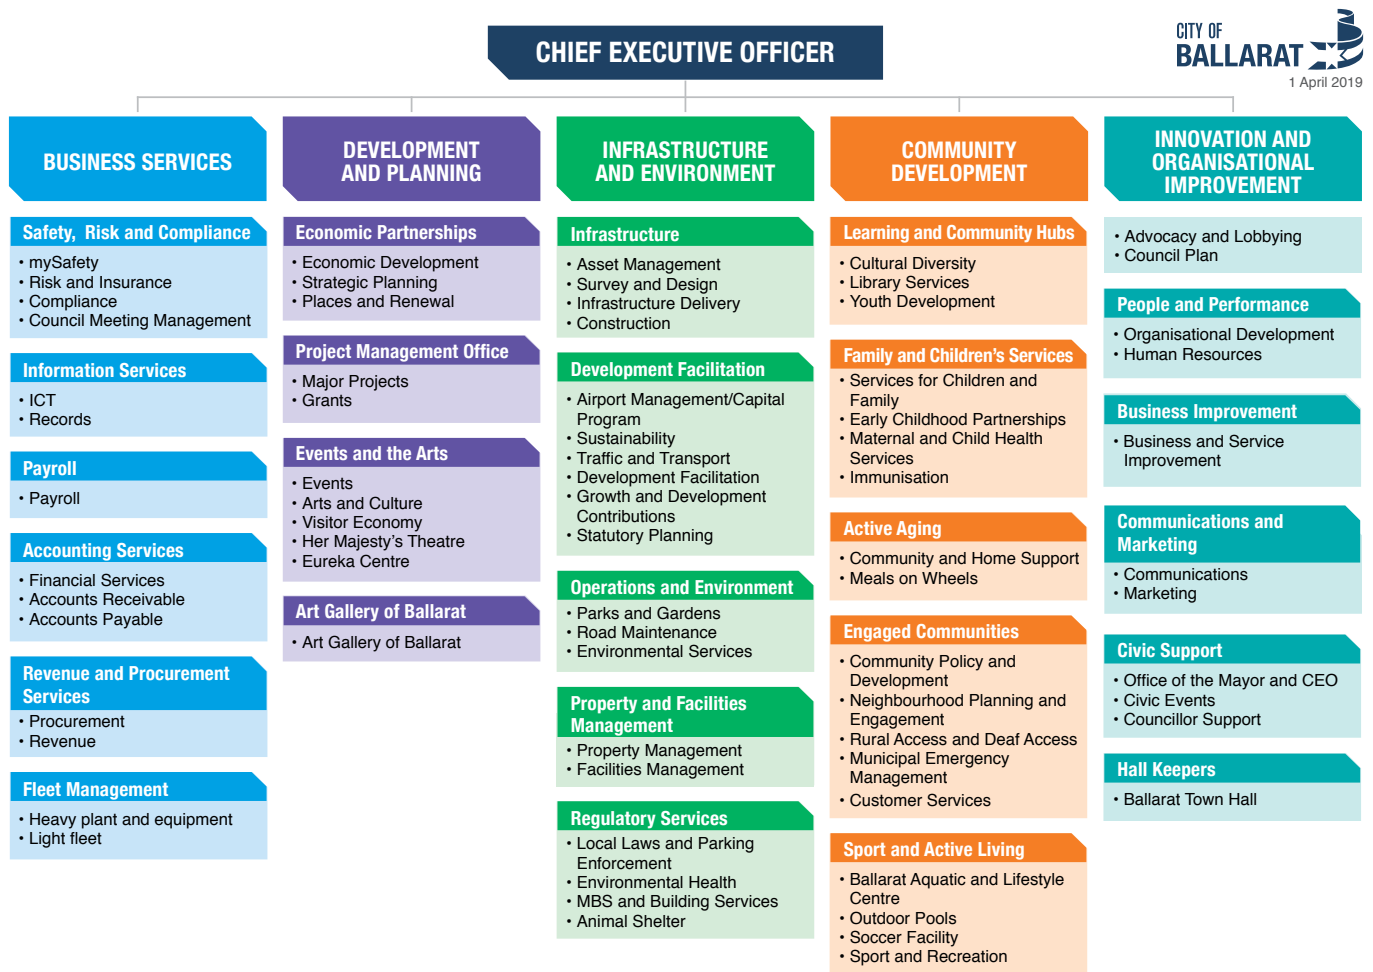 CHIEF EXECUTIVE OFFICER
CITY OF
BALLARAT
1 April 2019
BUSINESS SERVICES
Safety, Risk and Compliance
• mySafety
• Risk and Insurance
• Compliance
• Council Meeting Management
Information Services
• ICT
• Records
Payroll
• Payroll
Accounting Services
• Financial Services
• Accounts Receivable
• Accounts Payable
Revenue and Procurement
Services
• Procurement
• Revenue
Fleet Management
• Heavy plant and equipment
• Light fleet
DEVELOPMENT
AND PLANNING
Economic Partnerships
• Economic Development
• Strategic Planning
• Places and Renewal
Project Management Office
• Major Projects
• Grants
Events and the Arts
• Events
• Arts and Culture
• Visitor Economy
• Her Majesty’s Theatre
• Eureka Centre
Art Gallery of Ballarat
• Art Gallery of Ballarat
INFRASTRUCTURE
AND ENVIRONMENT
Infrastructure
• Asset Management
• Survey and Design
• Infrastructure Delivery
• Construction
Development Facilitation
• Airport Management/Capital
Program
• Sustainability
• Traffic and Transport
• Development Facilitation
• Growth and Development
Contributions
• Statutory Planning
Operations and Environment
• Parks and Gardens
• Road Maintenance
• Environmental Services
Property and Facilities
Management
• Property Management
• Facilities Management
Regulatory Services
• Local Laws and Parking
Enforcement
• Environmental Health
• MBS and Building Services
• Animal Shelter
COMMUNITY
DEVELOPMENT
Learning and Community Hubs
• Cultural Diversity
• Library Services
• Youth Development
Family and Children’s Services
• Services for Children and
Family
• Early Childhood Partnerships
• Maternal and Child Health
Services
• Immunisation
Active Aging
• Community and Home Support
• Meals on Wheels
Engaged Communities
• Community Policy and
Development
• Neighbourhood Planning and
Engagement
• Rural Access and Deaf Access
• Municipal Emergency
Management
• Customer Services
Sport and Active Living
• Ballarat Aquatic and Lifestyle
Centre
• Outdoor Pools
• Soccer Facility
• Sport and Recreation
INNOVATION AND
ORGANISATIONAL
IMPROVEMENT
• Advocacy and Lobbying
• Council Plan
People and Performance
• Organisational Development
• Human Resources
Business Improvement
• Business and Service
Improvement
Communications and
Marketing
• Communications
• Marketing
Civic Support
• Office of the Mayor and CEO
• Civic Events
• Councillor Support
Hall Keepers
• Ballarat Town Hall